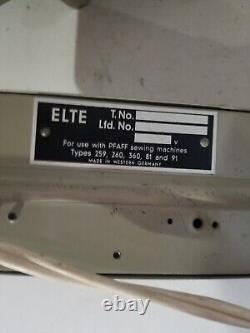 ELTE T.No.
Lfd. No.
v
For use with PFAFF sewing machines
Types 259, 260, 360, 81 and 91
MADE IN WESTERN GERMANY